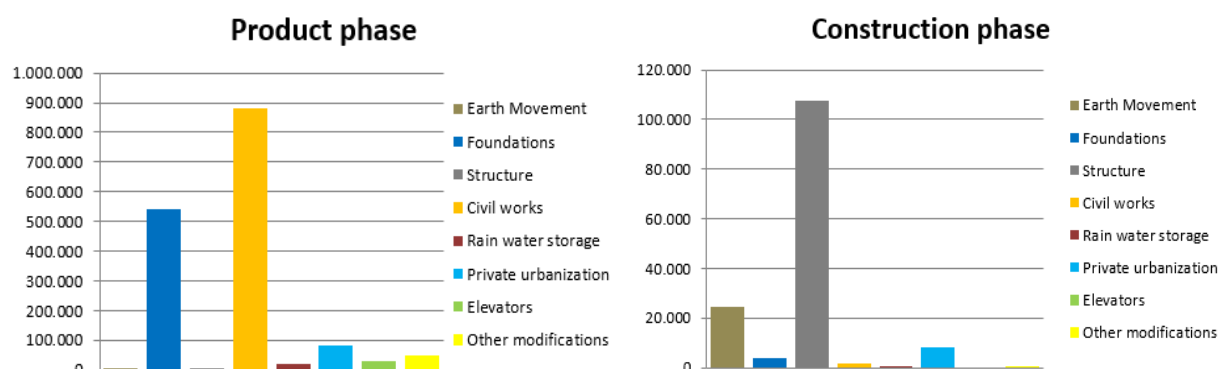 Product phase
1.000.000
900.000
800.000
700.000
600.000
500.000
400.000
300.000
200.000
100.000
0
Earth Movement
Foundations
Structure
Civil works
Rain water storage
Private urbanization
Elevators
Other modifications
Construction phase
120.000
100.000
80.000
60.000
40.000
20.000
0
Earth Movement
Foundations
Structure
Civil works
Rain water storage
Private urbanization
Elevators
Other modifications